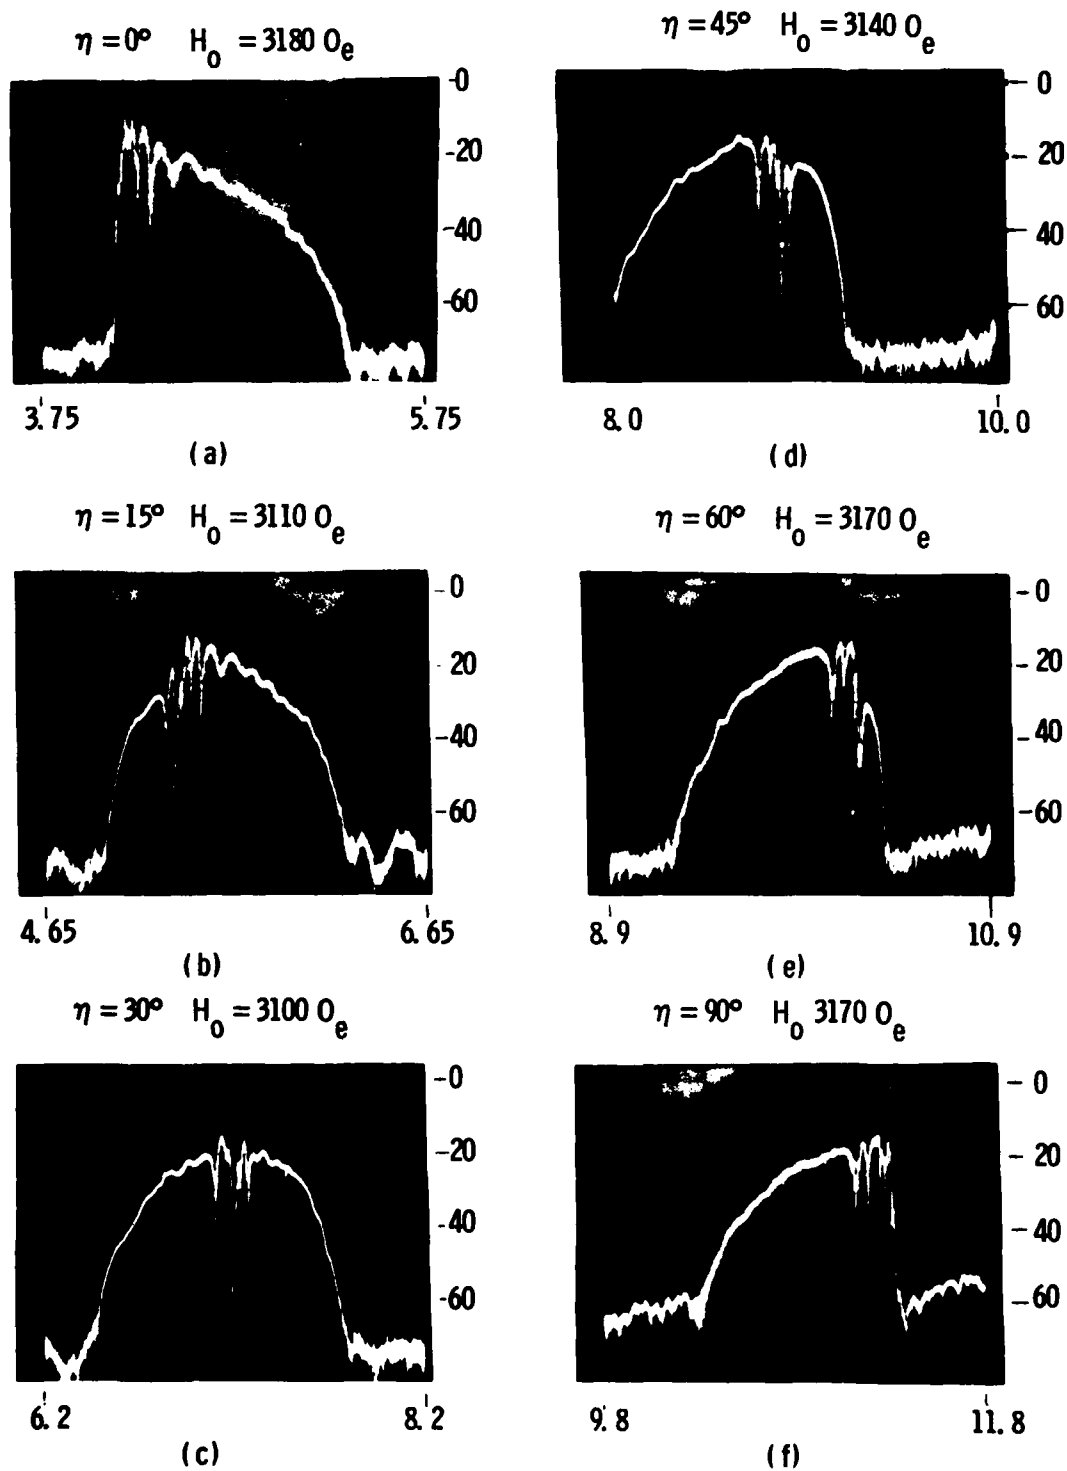 η = 0° H₀ = 3180 Oₑ
-0
-20
-40
-60
3.75 5.75
(a)
η = 45° H₀ = 3140 Oₑ
0
20
40
60
8.0 10.0
(d)
η = 15° H₀ = 3110 Oₑ
-0
-20
-40
-60
4.65 6.65
(b)
η = 60° H₀ = 3170 Oₑ
-0
-20
-40
-60
8.9 10.9
(e)
η = 30° H₀ = 3100 Oₑ
-0
-20
-40
-60
6.2 8.2
(c)
η = 90° H₀ 3170 Oₑ
-0
-20
-40
-60
9.8 11.8
(f)